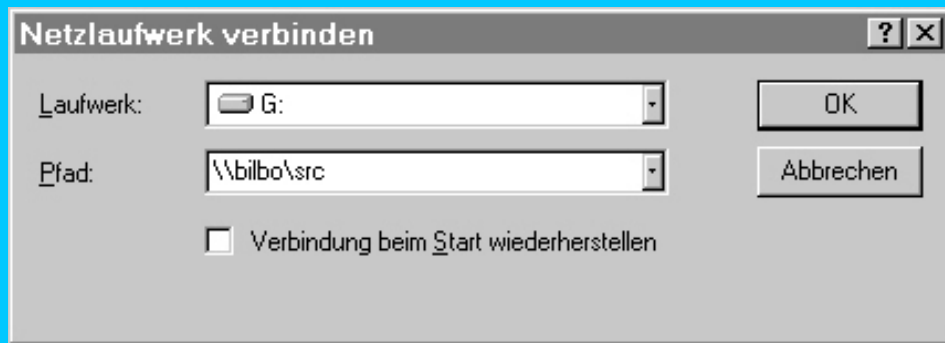 Netzlaufwerk verbinden
Laufwerk: G: OK
Pfad: \\bilbo\src Abbrechen
Verbindung beim Start wiederherstellen